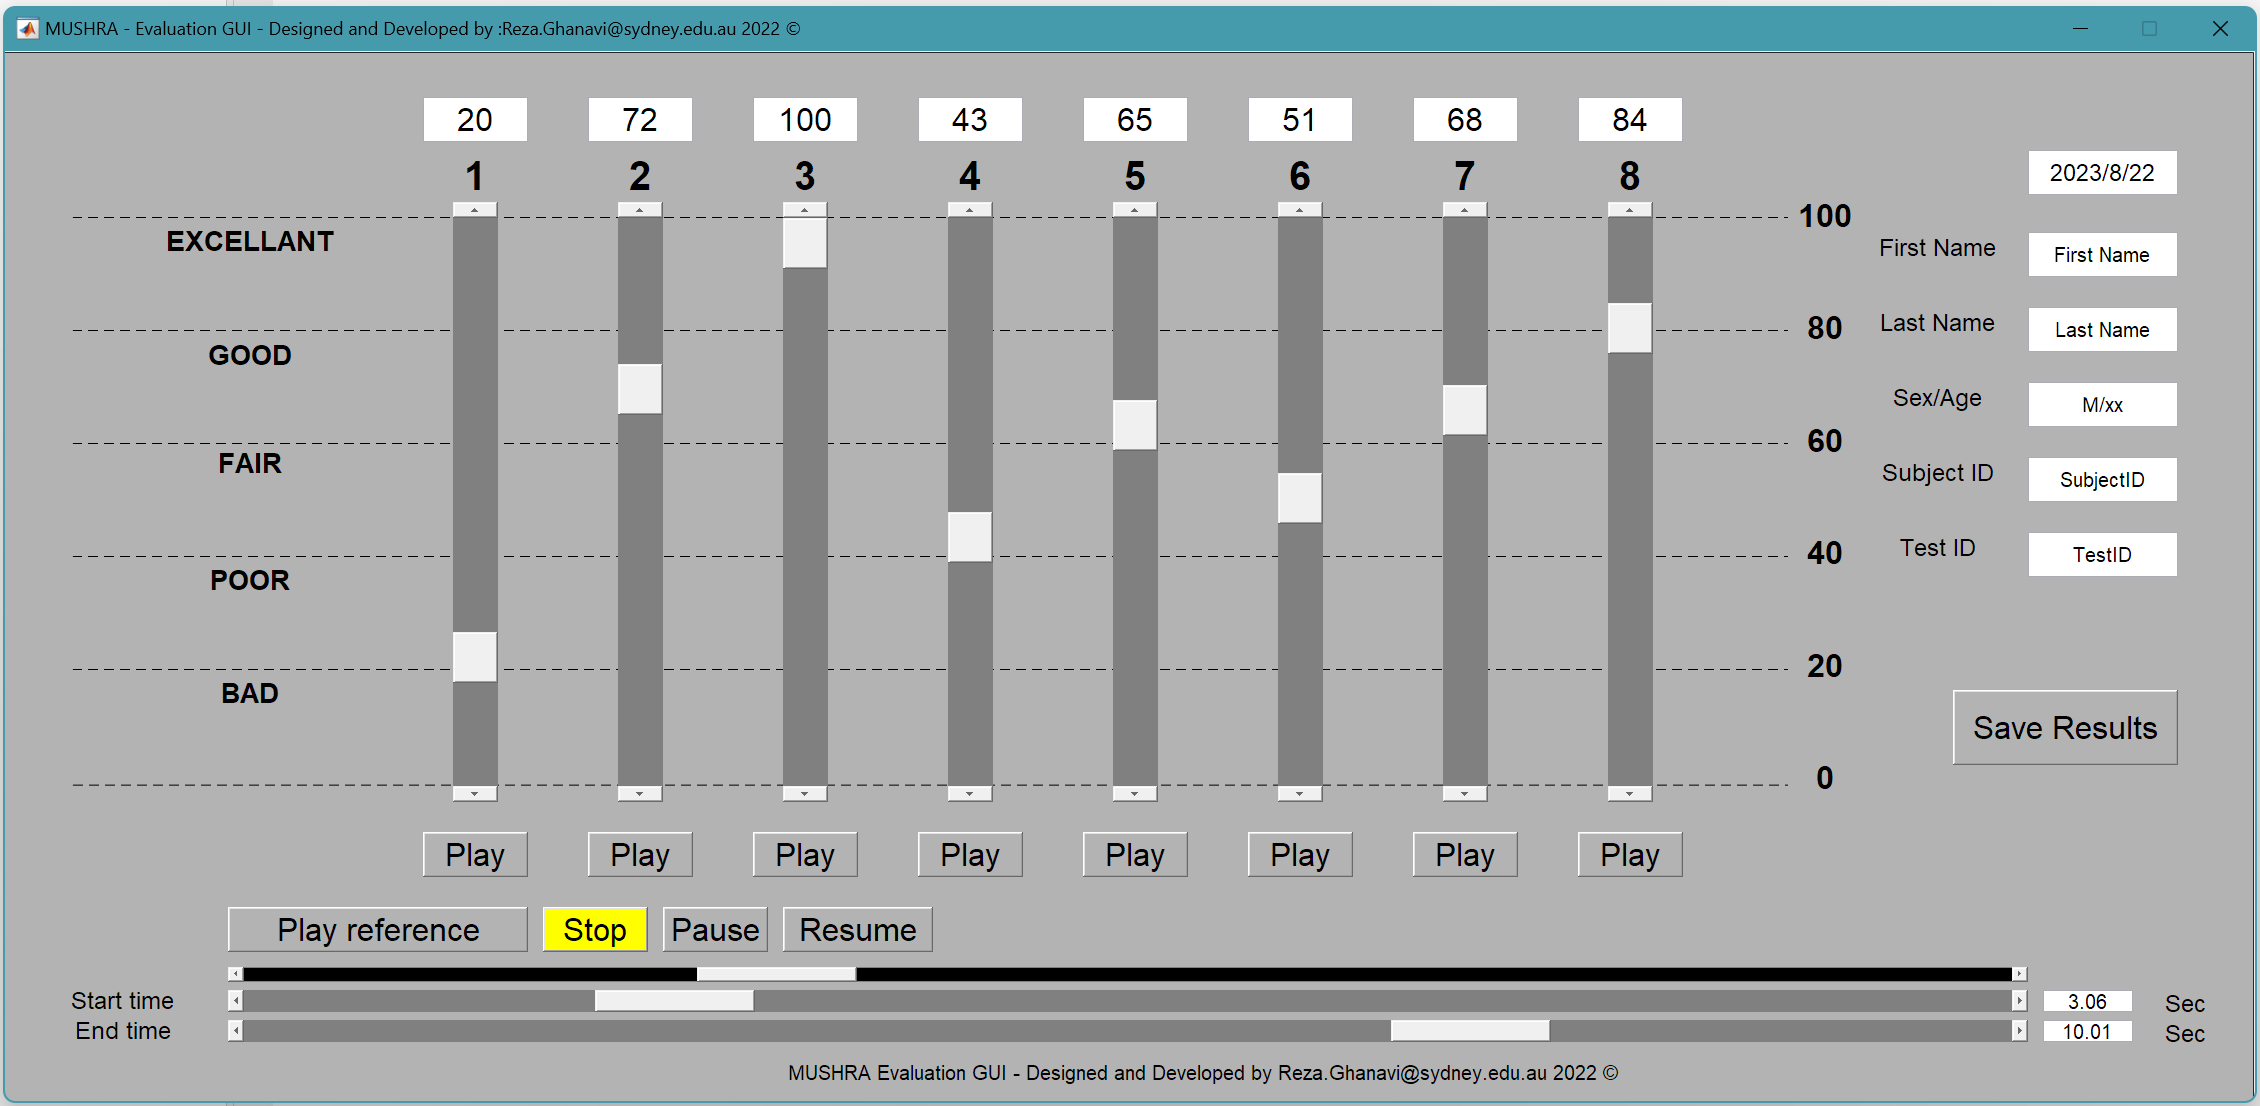 MUSHRA - Evaluation GUI - Designed and Developed by :Reza.Ghanavi@sydney.edu.au 2022 ©
20 72 100 43 65 51 68 84
1 2 3 4 5 6 7 8
2023/8/22
100
EXCELLANT
First Name First Name
80
Last Name Last Name
GOOD
Sex/Age M/xx
60
FAIR
Subject ID SubjectID
40
Test ID TestID
POOR
20
BAD
Save Results
0
Play Play Play Play Play Play Play Play
Play reference Stop Pause Resume
Start time 3.06 Sec
End time 10.01 Sec
MUSHRA Evaluation GUI - Designed and Developed by Reza.Ghanavi@sydney.edu.au 2022 ©